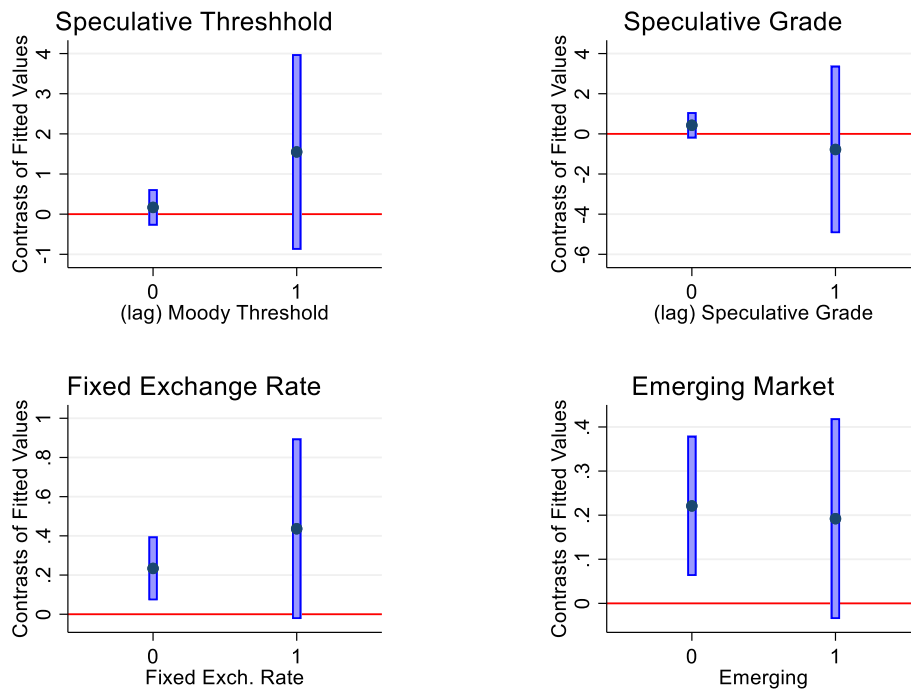 Speculative Threshhold
Contrasts of Fitted Values
4
3
2
1
0
-1
0 1
(lag) Moody Threshold
Speculative Grade
Contrasts of Fitted Values
4
2
0
-2
-4
-6
0 1
(lag) Speculative Grade
Fixed Exchange Rate
Contrasts of Fitted Values
1
.8
.6
.4
.2
0
0 1
Fixed Exch. Rate
Emerging Market
Contrasts of Fitted Values
.4
.3
.2
.1
0
0 1
Emerging